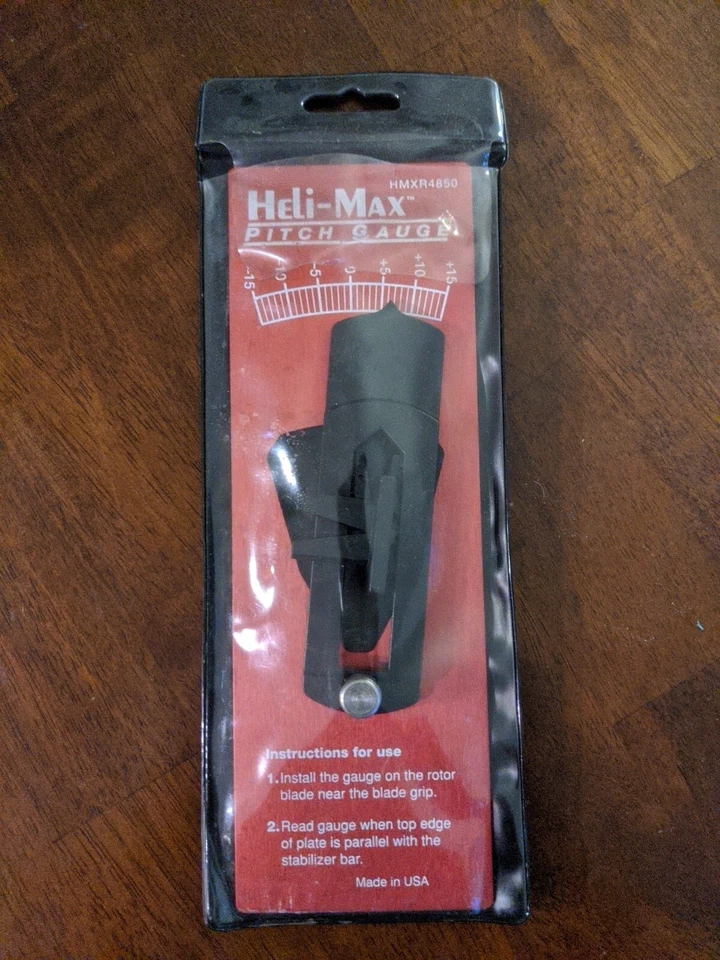 HMXR4850
HELI-MAX™
PITCH GAUGE
-15 -10 -5 0 +5 +10 +15
Instructions for use
1. Install the gauge on the rotor
blade near the blade grip.
2. Read gauge when top edge
of plate is parallel with the
stabilizer bar.
Made in USA